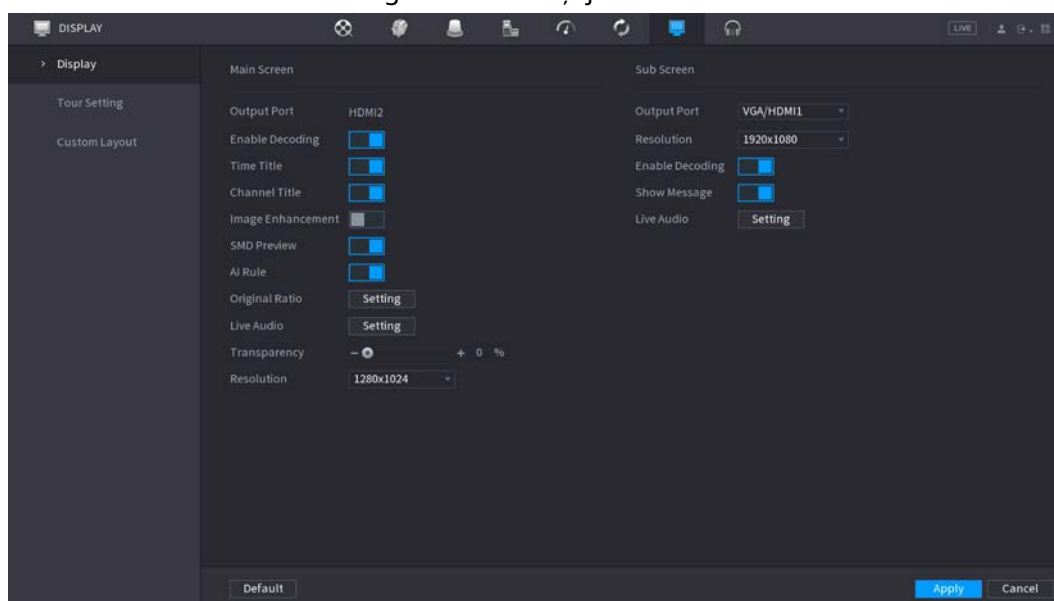 DISPLAY
LIVE
Display
Tour Setting
Custom Layout
Main Screen
Output Port HDMI2
Enable Decoding
Time Title
Channel Title
Image Enhancement
SMD Preview
AI Rule
Original Ratio Setting
Live Audio Setting
Transparency − + 0 %
Resolution 1280x1024
Sub Screen
Output Port VGA/HDMI1
Resolution 1920x1080
Enable Decoding
Show Message
Live Audio Setting
Default
Apply
Cancel